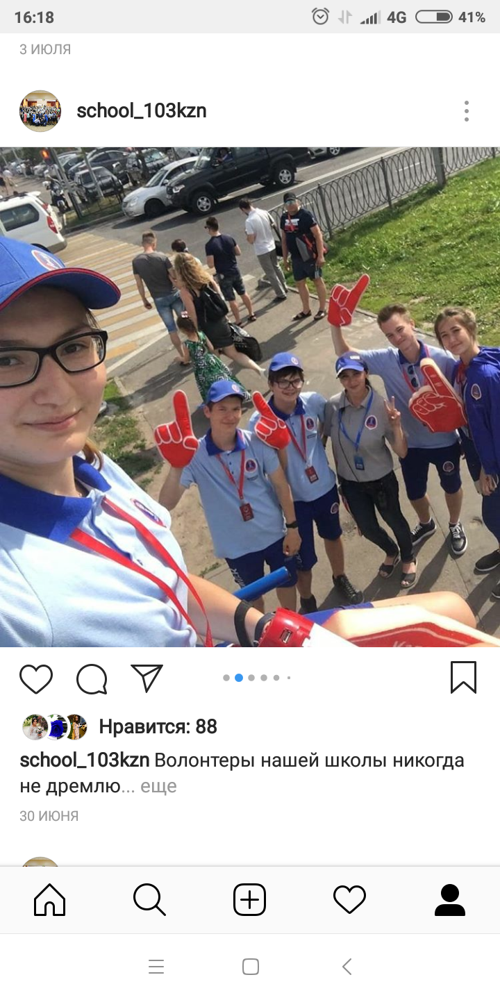 16:18
4G
41%
3 ИЮЛЯ
school_103kzn
Нравится: 88
school_103kzn Волонтеры нашей школы никогда
не дремлю... еще
30 ИЮНЯ